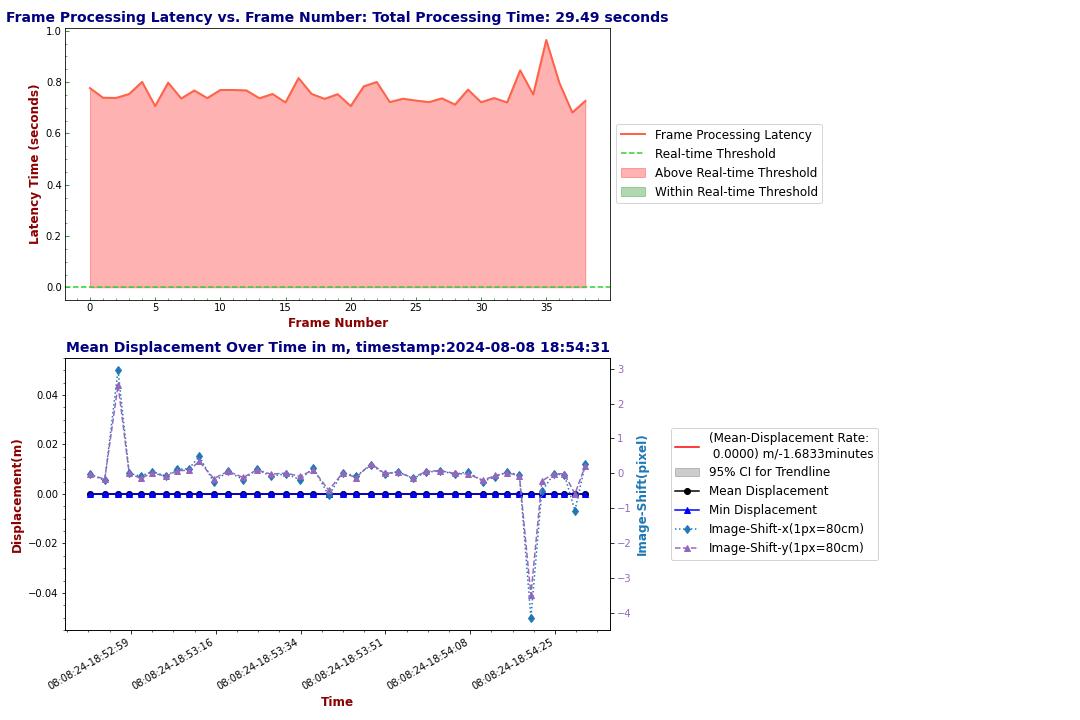 Frame Processing Latency vs. Frame Number: Total Processing Time: 29.49 seconds
Latency Time (seconds)
1.0
0.8
0.6
0.4
0.2
0.0
0 5 10 15 20 25 30 35
Frame Number
Frame Processing Latency
Real-time Threshold
Above Real-time Threshold
Within Real-time Threshold
Mean Displacement Over Time in m, timestamp:2024-08-08 18:54:31
Displacement(m)
0.04
0.02
0.00
−0.02
−0.04
3
2
1
0
−1
−2
−3
−4
Image-Shift(pixel)
08:08:24-18:52:59
08:08:24-18:53:16
08:08:24-18:53:34
08:08:24-18:53:51
08:08:24-18:54:08
08:08:24-18:54:25
Time
(Mean-Displacement Rate:
0.0000) m/-1.6833minutes
95% CI for Trendline
Mean Displacement
Min Displacement
Image-Shift-x(1px=80cm)
Image-Shift-y(1px=80cm)